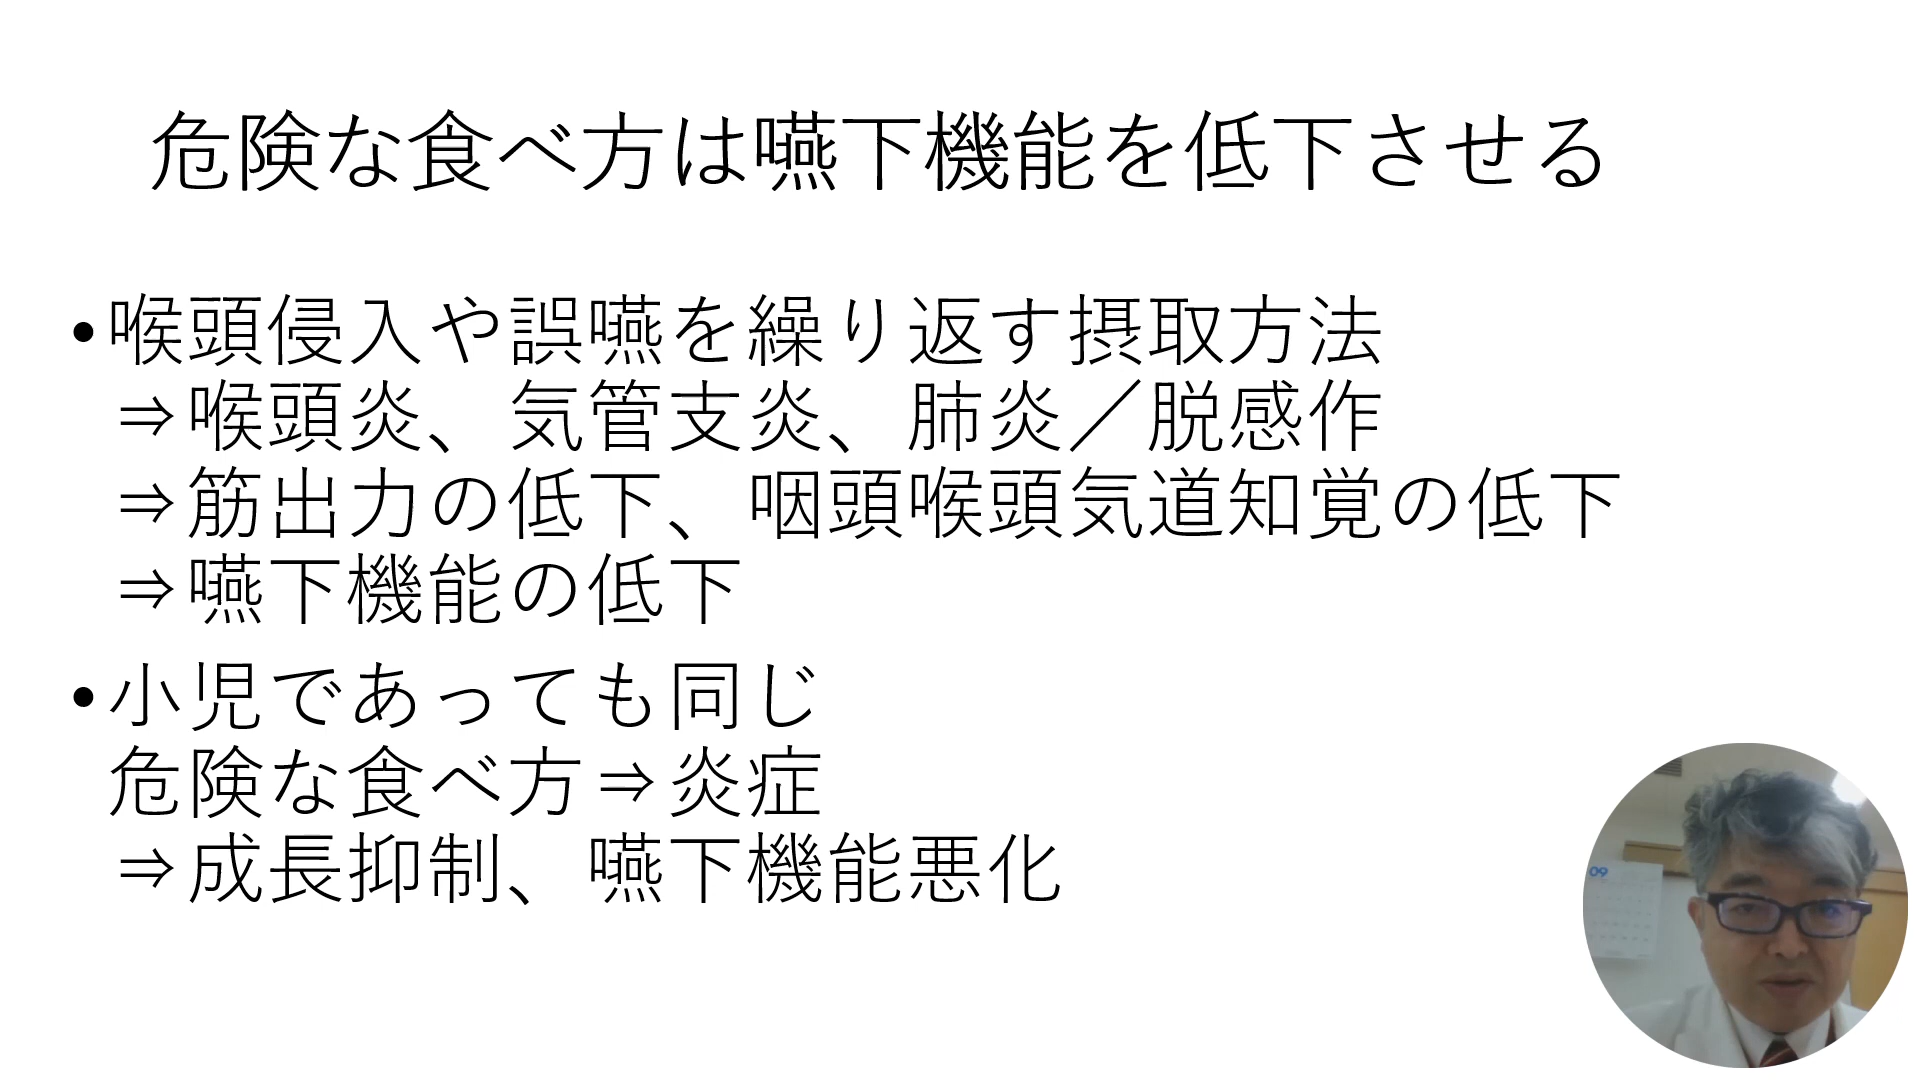 危険な食べ方は嚥下機能を低下させる
•喉頭侵入や誤嚥を繰り返す摂取方法
⇒喉頭炎、気管支炎、肺炎／脱感作
⇒筋出力の低下、咽頭喉頭気道知覚の低下
⇒嚥下機能の低下
•小児であっても同じ
危険な食べ方⇒炎症
⇒成長抑制、嚥下機能悪化
09